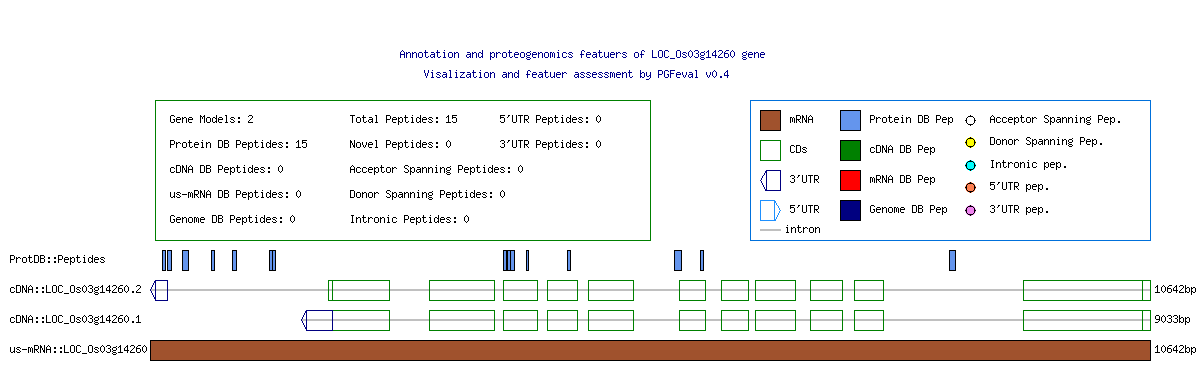 Annotation and proteogenomics featuers of LOC_Os03g14260 gene
Visalization and featuer assessment by PGFeval v0.4
Gene Models: 2 Total Peptides: 15 5'UTR Peptides: 0
Protein DB Peptides: 15 Novel Peptides: 0 3'UTR Peptides: 0
cDNA DB Peptides: 0 Acceptor Spanning Peptides: 0
us-mRNA DB Peptides: 0 Donor Spanning Peptides: 0
Genome DB Peptides: 0 Intronic Peptides: 0
mRNA Protein DB Pep Acceptor Spanning Pep.
CDs cDNA DB Pep Donor Spanning Pep.
3'UTR mRNA DB Pep Intronic pep.
5'UTR Genome DB Pep 5'UTR pep.
intron 3'UTR pep.
ProtDB::Peptides
cDNA::LOC_Os03g14260.2 10642bp
cDNA::LOC_Os03g14260.1 9033bp
us-mRNA::LOC_Os03g14260 10642bp